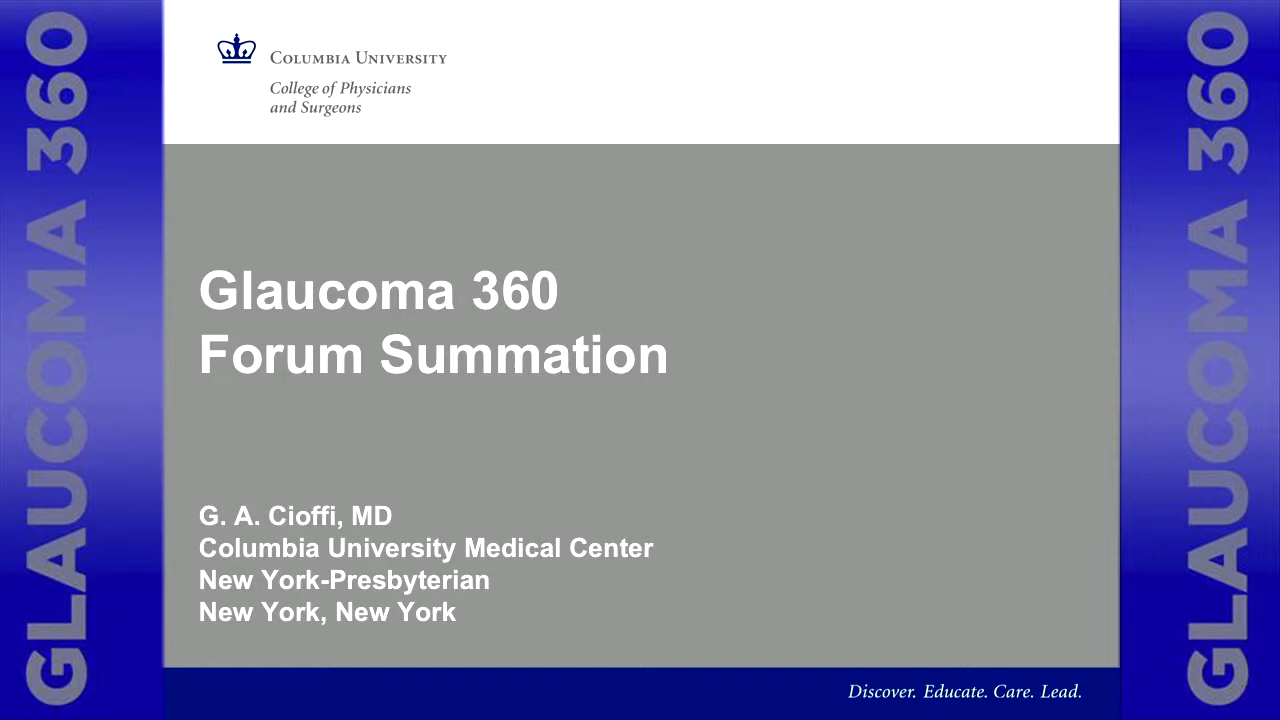 GLAUCOMA 360
COLUMBIA UNIVERSITY
College of Physicians
and Surgeons
Glaucoma 360
Forum Summation
G. A. Cioffi, MD
Columbia University Medical Center
New York-Presbyterian
New York, New York
Discover. Educate. Care. Lead.
GLAUCOMA 360